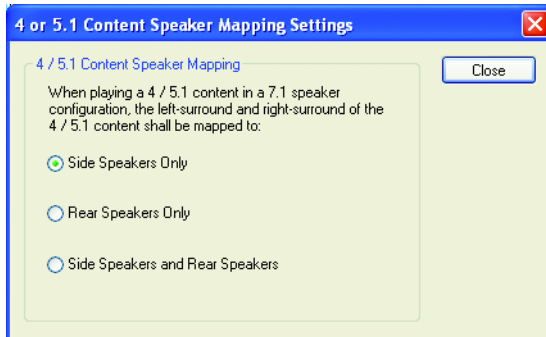 4 or 5.1 Content Speaker Mapping Settings
4 / 5.1 Content Speaker Mapping
Close
When playing a 4 / 5.1 content in a 7.1 speaker
configuration, the left-surround and right-surround of the
4 / 5.1 content shall be mapped to:
Side Speakers Only
Rear Speakers Only
Side Speakers and Rear Speakers